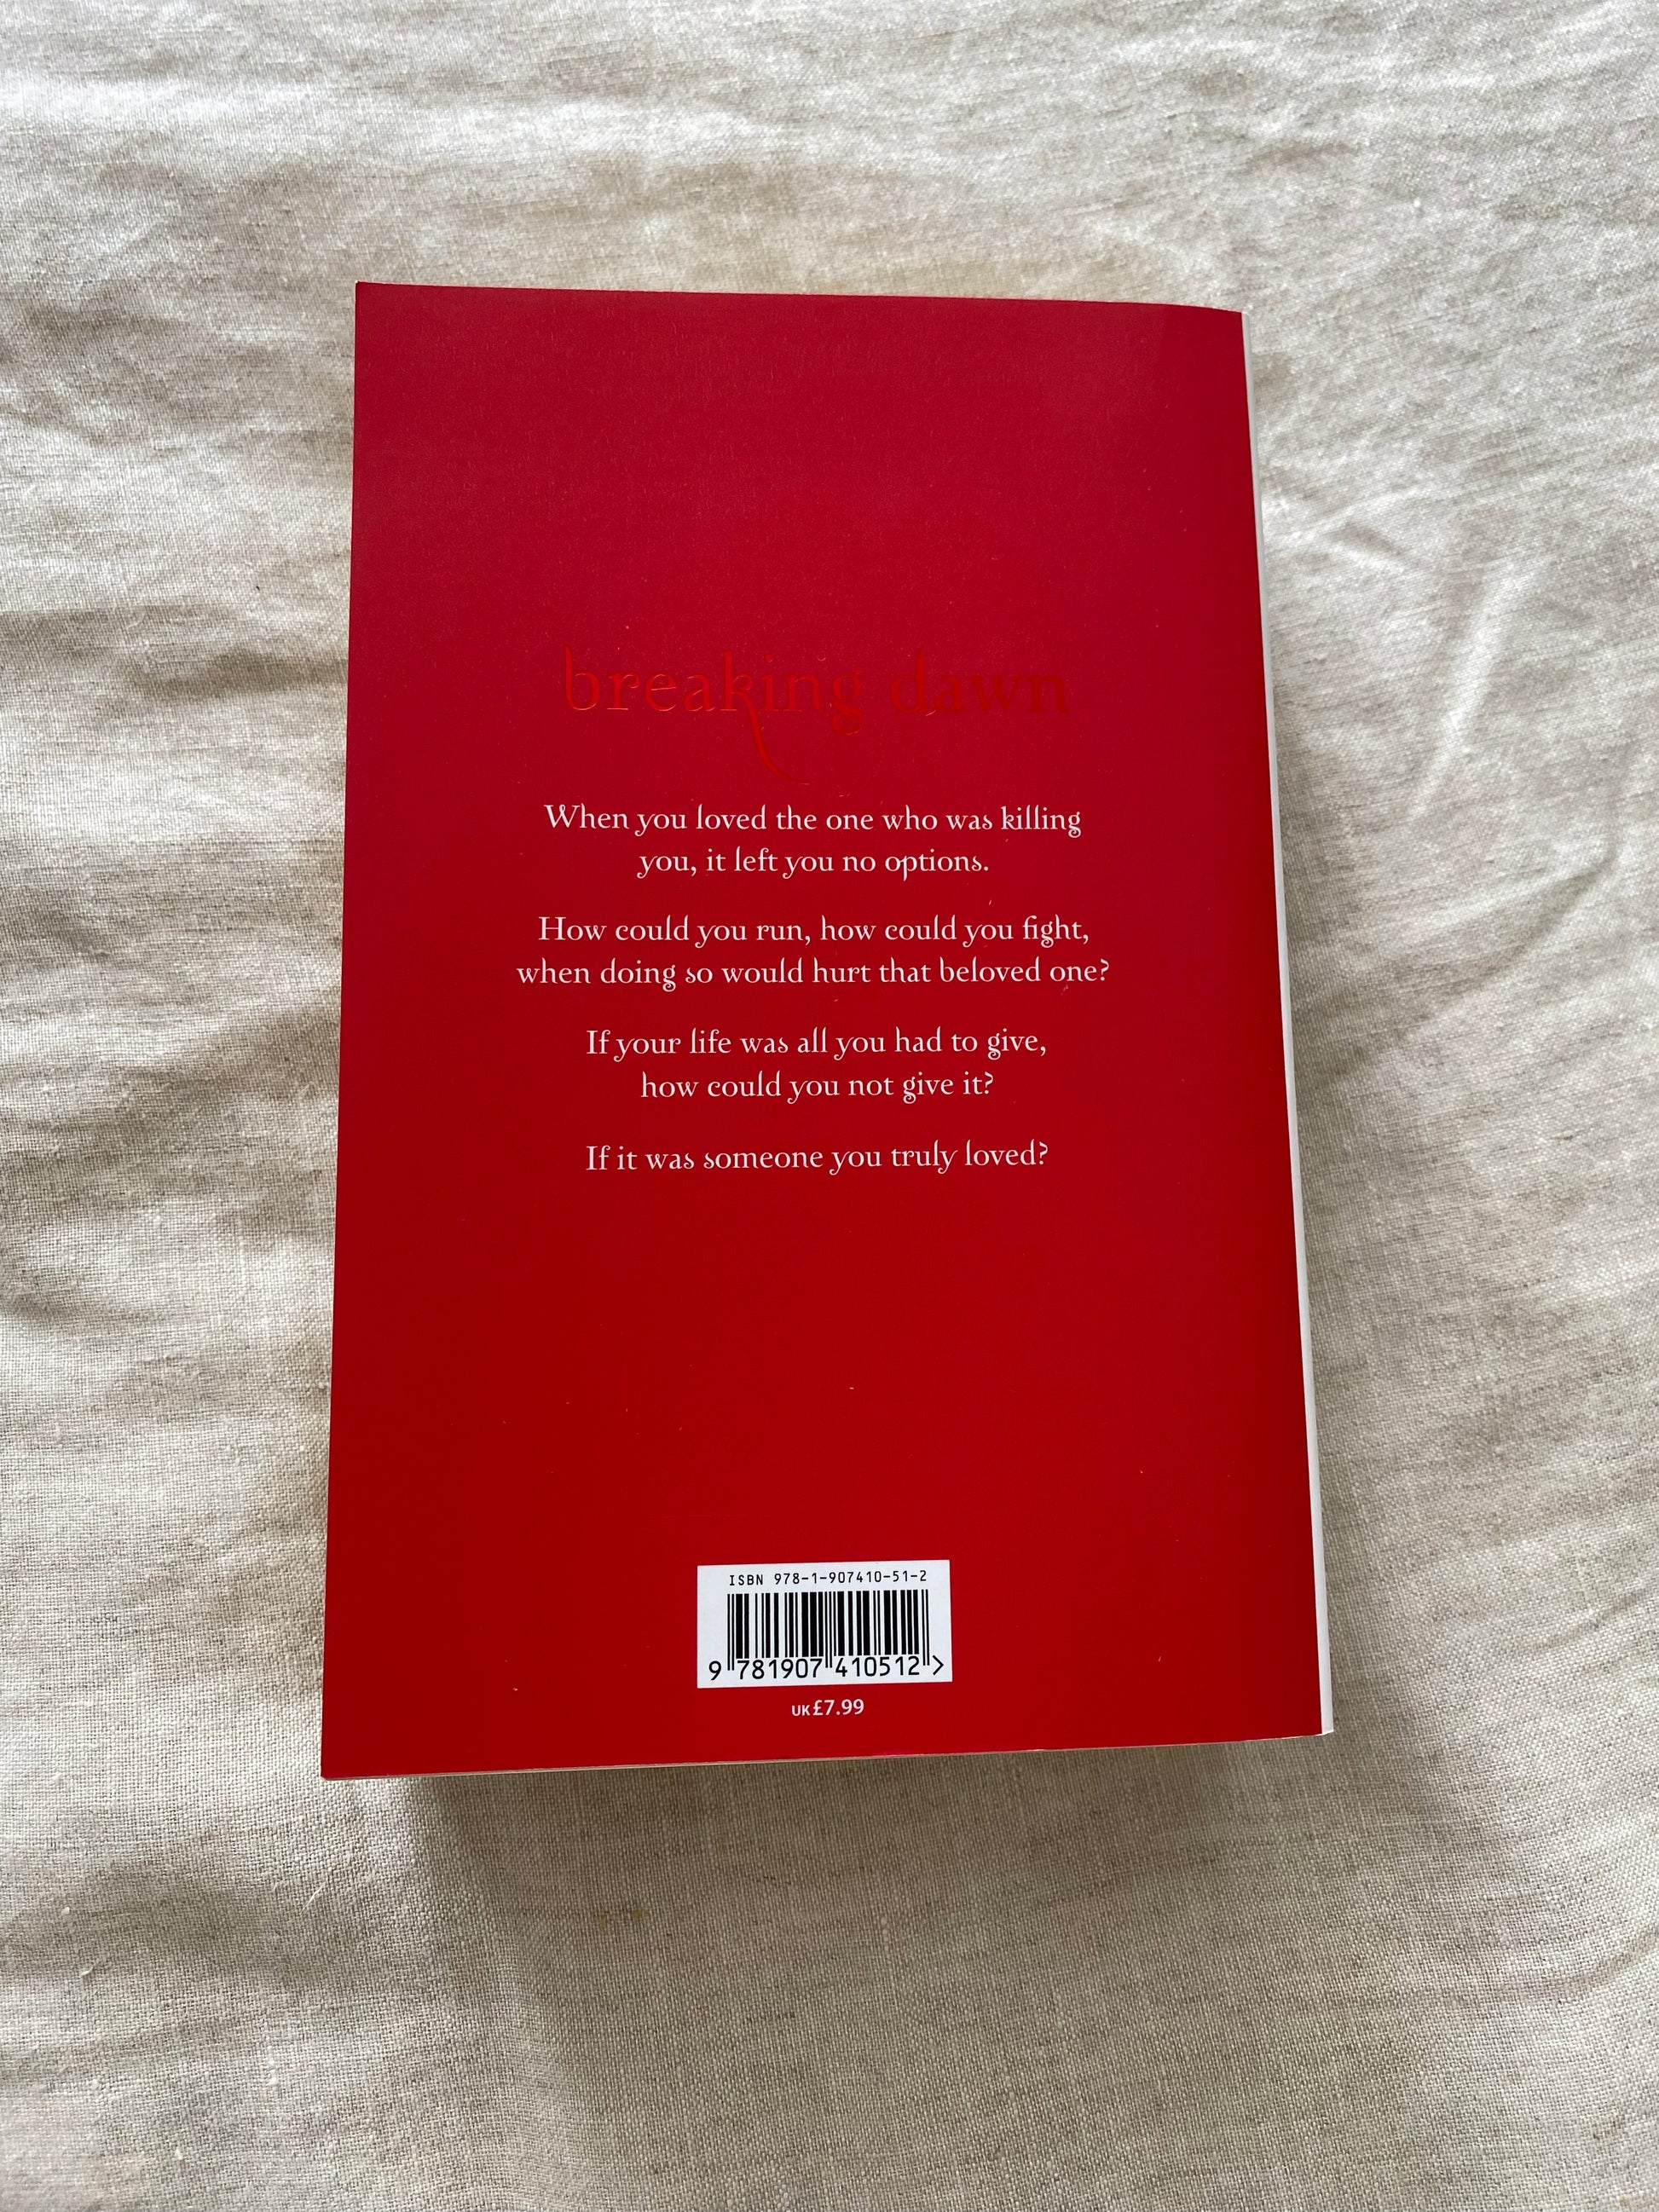 breaking dawn
When you loved the one who was killing
you, it left you no options.
How could you run, how could you fight,
when doing so would hurt that beloved one?
If your life was all you had to give,
how could you not give it?
If it was someone you truly loved?
ISBN 978-1-907410-51-2
9 781907 410512 >
UK £7.99